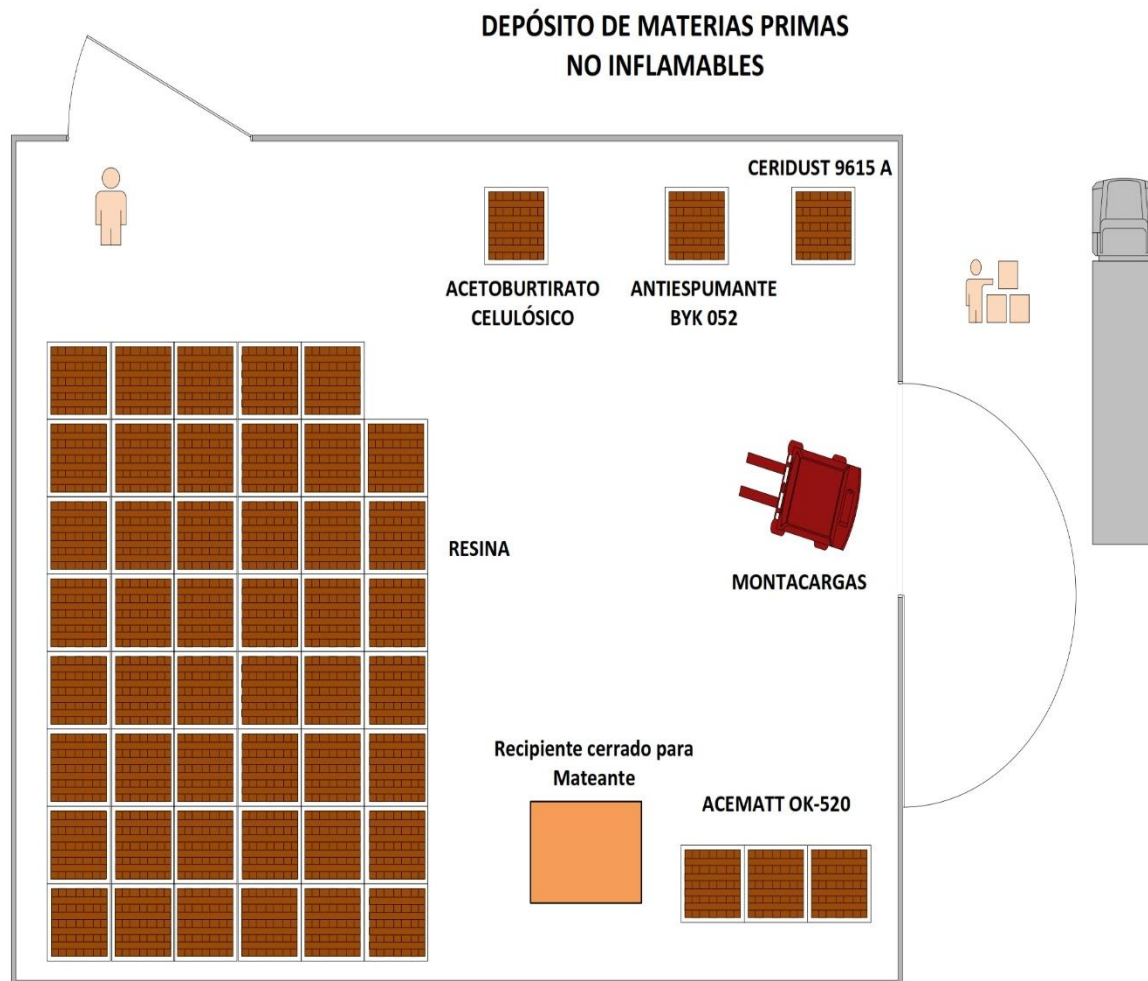 DEPÓSITO DE MATERIAS PRIMAS
NO INFLAMABLES
CERIDUST 9615 A
ACETOBURTIRATO
CELULÓSICO
ANTIESPUMANTE
BYK 052
RESINA
MONTACARGAS
Recipiente cerrado para
Mateante
ACEMATT OK-520